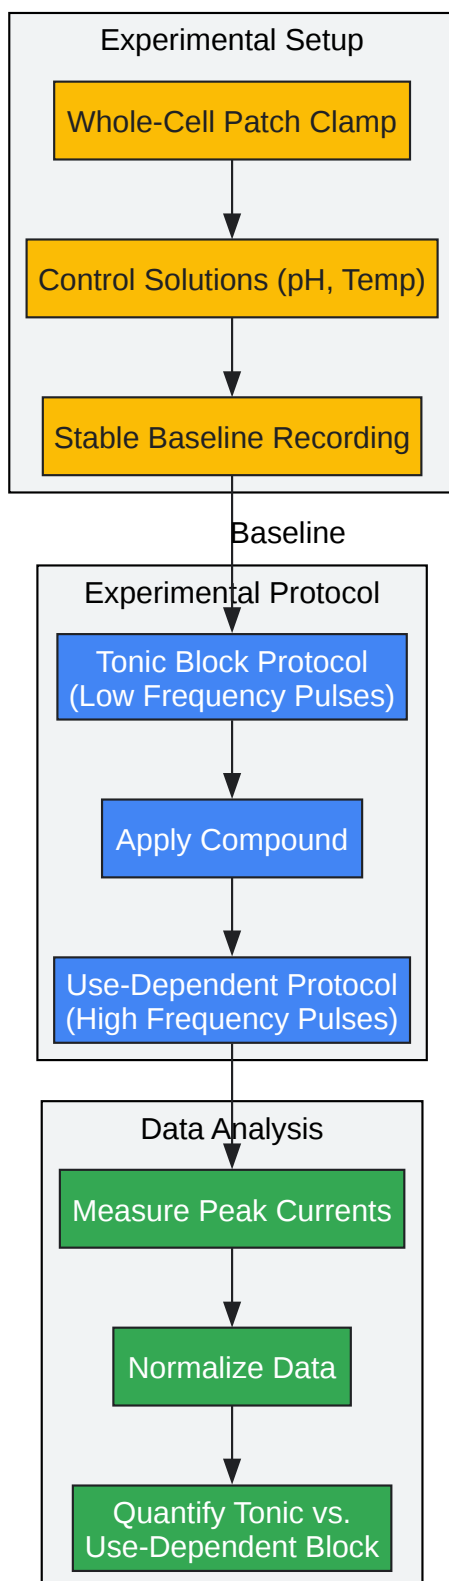 Experimental Setup
Whole-Cell Patch Clamp
Control Solutions (pH, Temp)
Stable Baseline Recording
Baseline
Experimental Protocol
Tonic Block Protocol
(Low Frequency Pulses)
Apply Compound
Use-Dependent Protocol
(High Frequency Pulses)
Data Analysis
Measure Peak Currents
Normalize Data
Quantify Tonic vs.
Use-Dependent Block